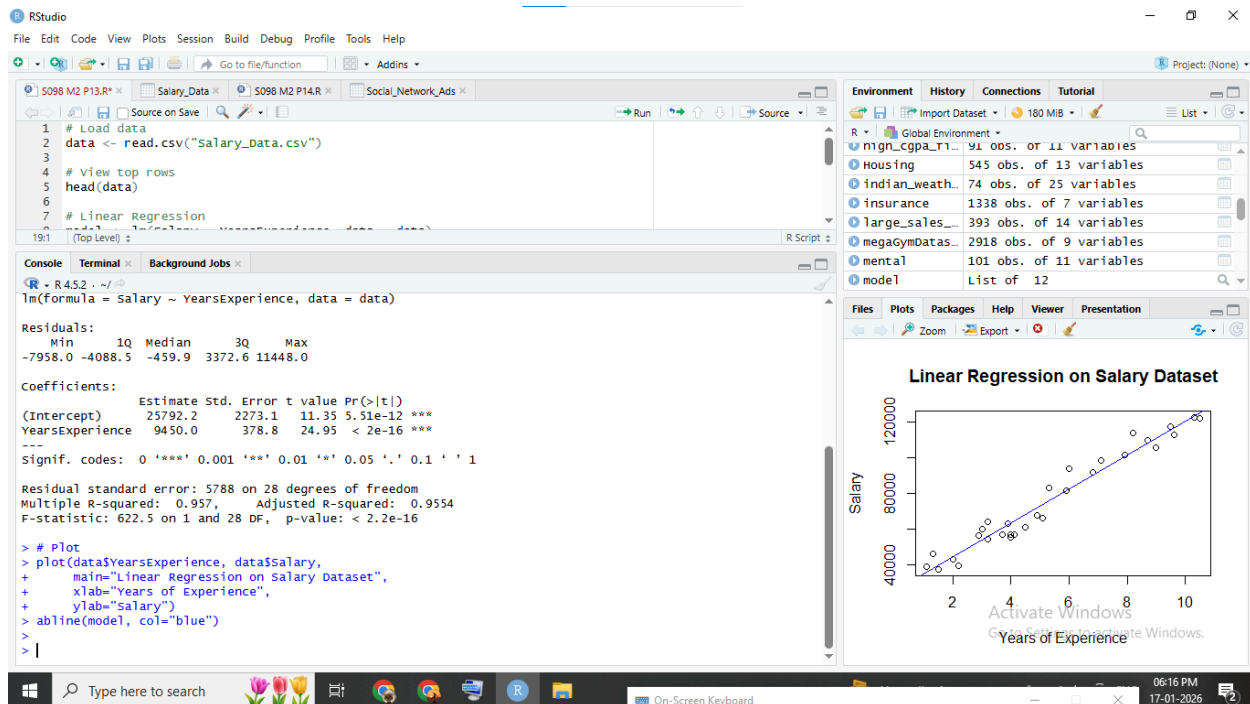 RStudio
File Edit Code View Plots Session Build Debug Profile Tools Help
Go to file/function Addins Project: (None)
S098 M2 P13.R* Salary_Data S098 M2 P14.R Social_Network_Ads
Source on Save Run Source
1 # Load data
2 data <- read.csv("Salary_Data.csv")
3
4 # View top rows
5 head(data)
6
7 # Linear Regression
19:1 (Top Level) R Script
Console Terminal Background Jobs
R 4.5.2 · ~/
lm(formula = Salary ~ YearsExperience, data = data)
Residuals:
Min 1Q Median 3Q Max
-7958.0 -4088.5 -459.9 3372.6 11448.0
Coefficients:
Estimate Std. Error t value Pr(>|t|)
(Intercept) 25792.2 2273.1 11.35 5.51e-12 ***
YearsExperience 9450.0 378.8 24.95 < 2e-16 ***
---
Signif. codes: 0 ‘***’ 0.001 ‘**’ 0.01 ‘*’ 0.05 ‘.’ 0.1 ‘ ’ 1
Residual standard error: 5788 on 28 degrees of freedom
Multiple R-squared: 0.957, Adjusted R-squared: 0.9554
F-statistic: 622.5 on 1 and 28 DF, p-value: < 2.2e-16
> # Plot
> plot(data$YearsExperience, data$Salary,
+ main="Linear Regression on Salary Dataset",
+ xlab="Years of Experience",
+ ylab="Salary")
> abline(model, col="blue")
>
>
Environment History Connections Tutorial
Import Dataset 180 MiB List
R Global Environment
high_cgpa_fi… 91 obs. of 11 variables
Housing 545 obs. of 13 variables
indian_weath… 74 obs. of 25 variables
insurance 1338 obs. of 7 variables
large_sales_… 393 obs. of 14 variables
megaGymDatas… 2918 obs. of 9 variables
mental 101 obs. of 11 variables
model List of 12
Files Plots Packages Help Viewer Presentation
Zoom Export
Linear Regression on Salary Dataset
Salary
120000
80000
40000
2 4 6 8 10
Years of Experience
Activate Windows
Go to Settings to activate Windows.
Type here to search
On-Screen Keyboard
06:16 PM
17-01-2026
2